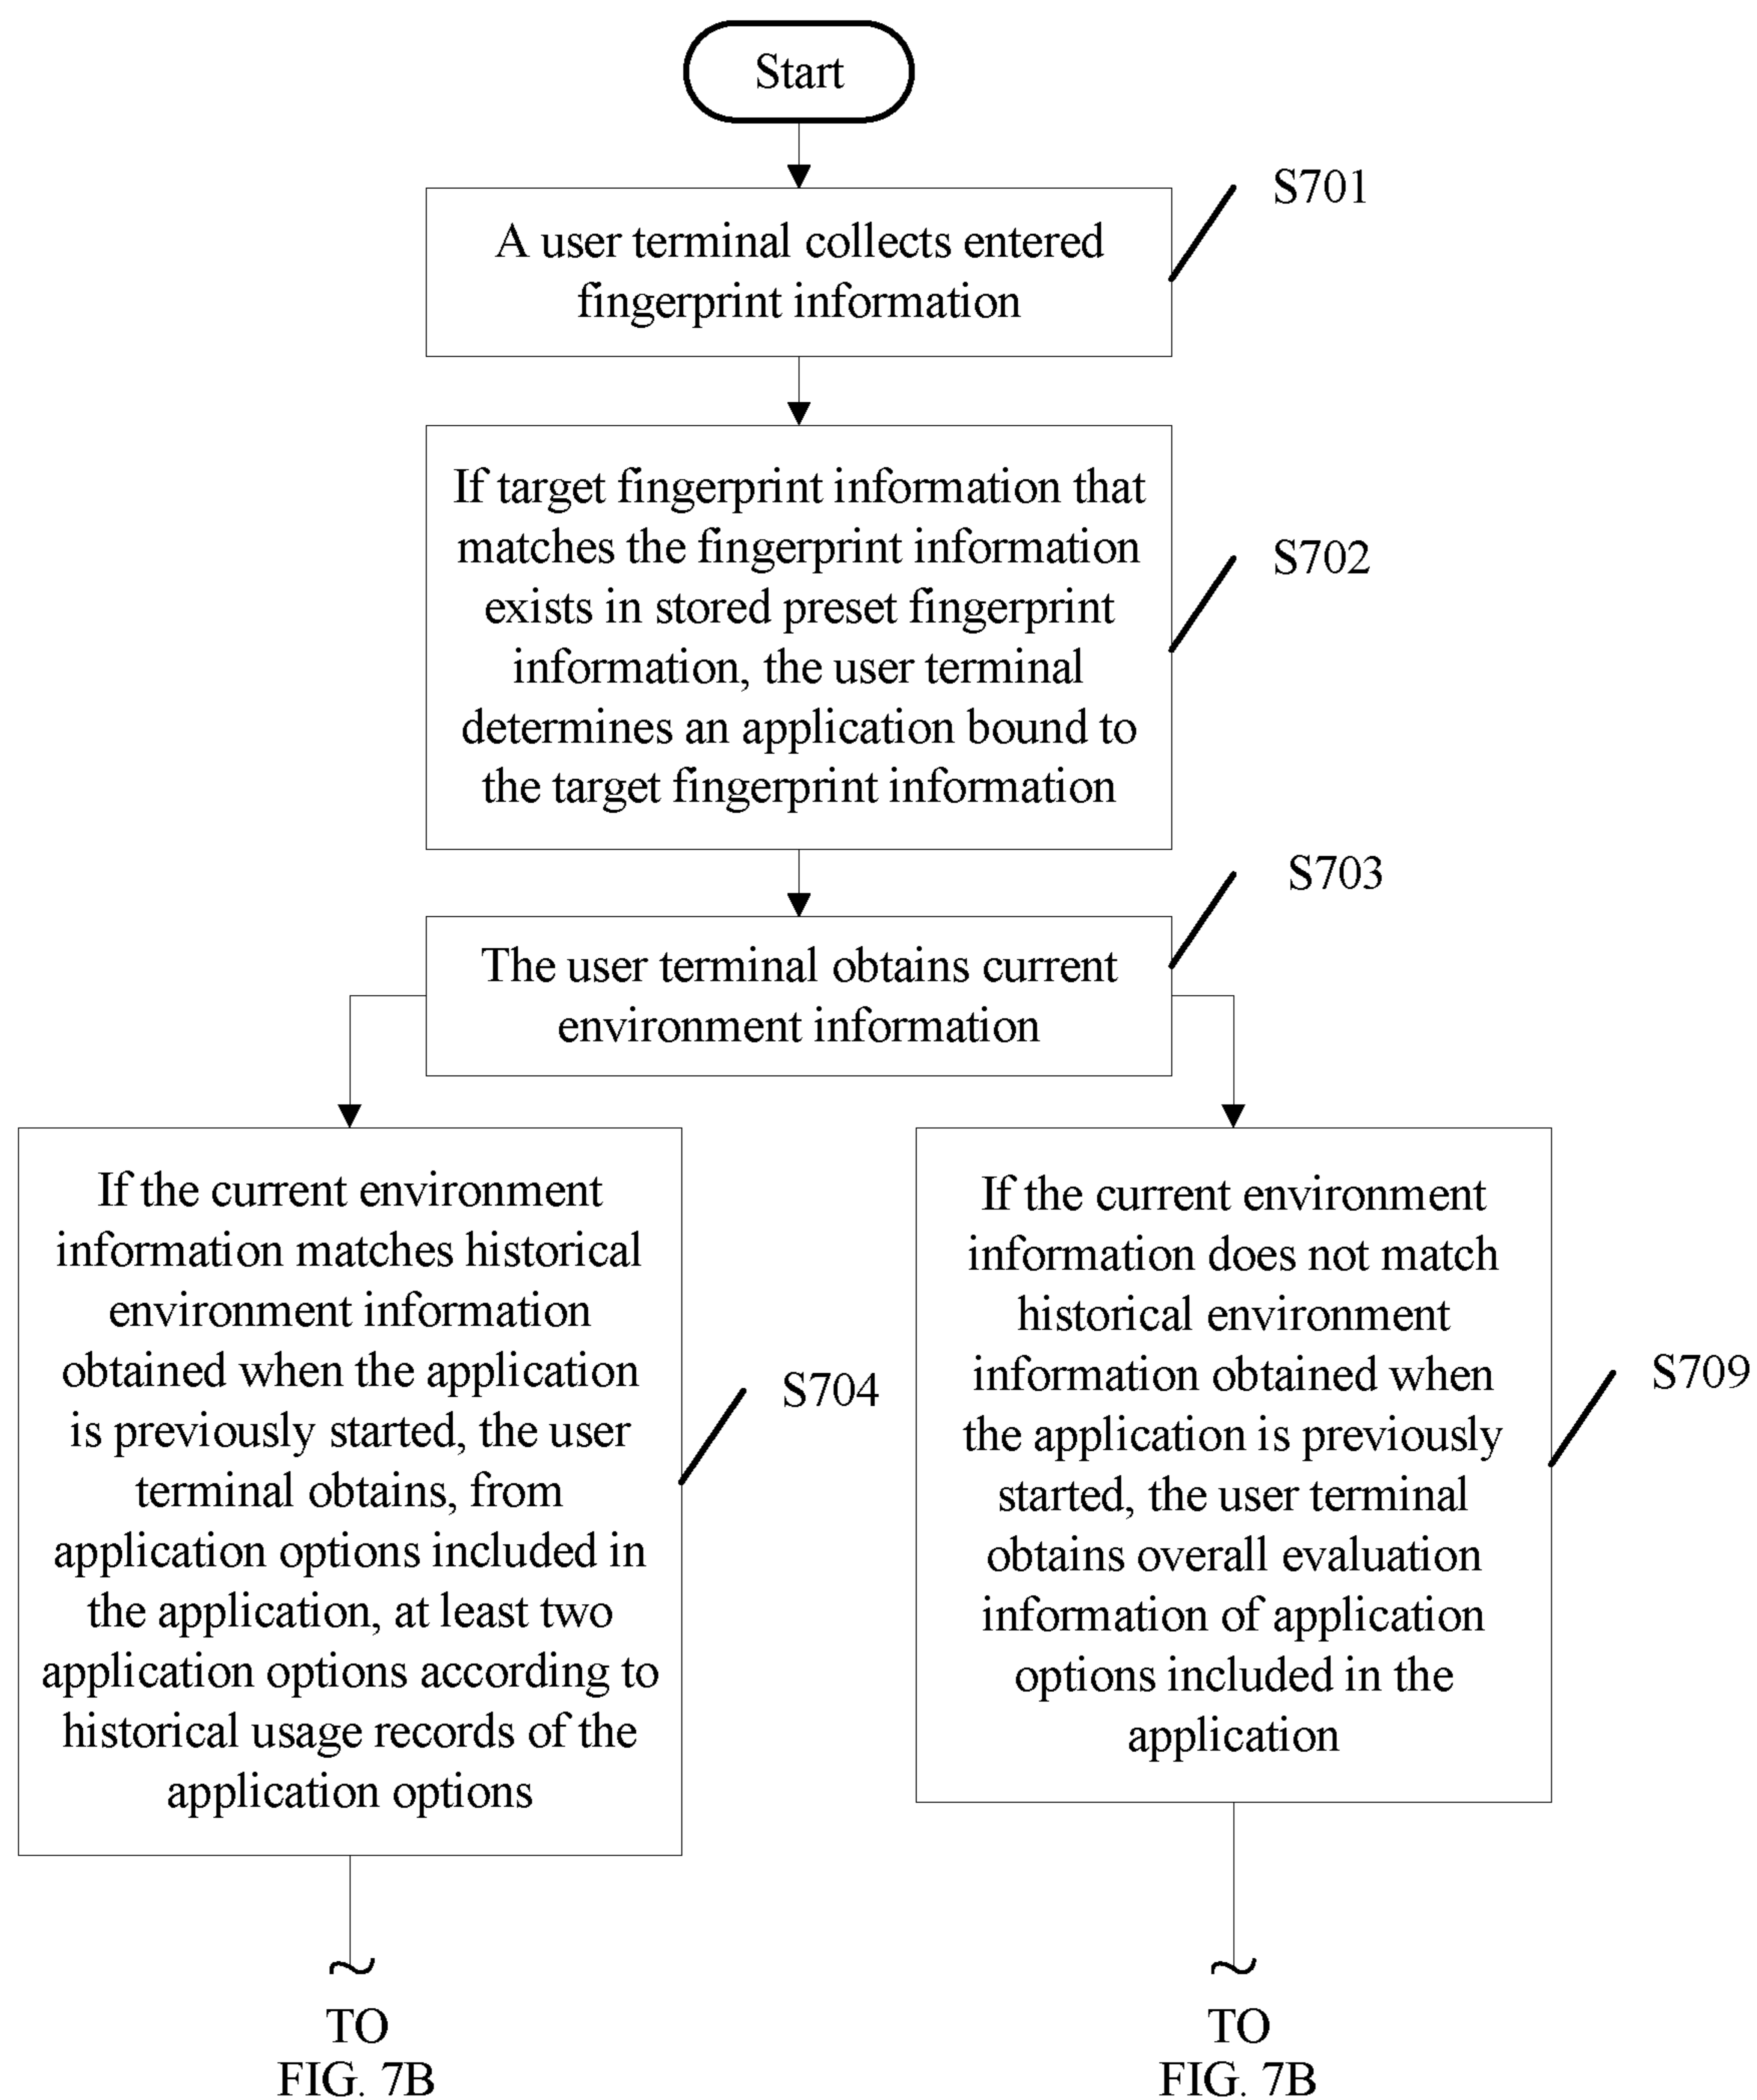 Start
S701
A user terminal collects entered
fingerprint information
If target fingerprint information that
matches the fingerprint information
exists in stored preset fingerprint
information, the user terminal
determines an application bound to
the target fingerprint information
S702
S703
The user terminal obtains current
environment information
If the current environment
information matches historical
environment information
obtained when the application
is previously started, the user
terminal obtains, from
application options included in
the application, at least two
application options according to
historical usage records of the
application options
S704
If the current environment
information does not match
historical environment
information obtained when
the application is previously
started, the user terminal
obtains overall evaluation
information of application
options included in the
application
S709
TO
FIG. 7B
TO
FIG. 7B